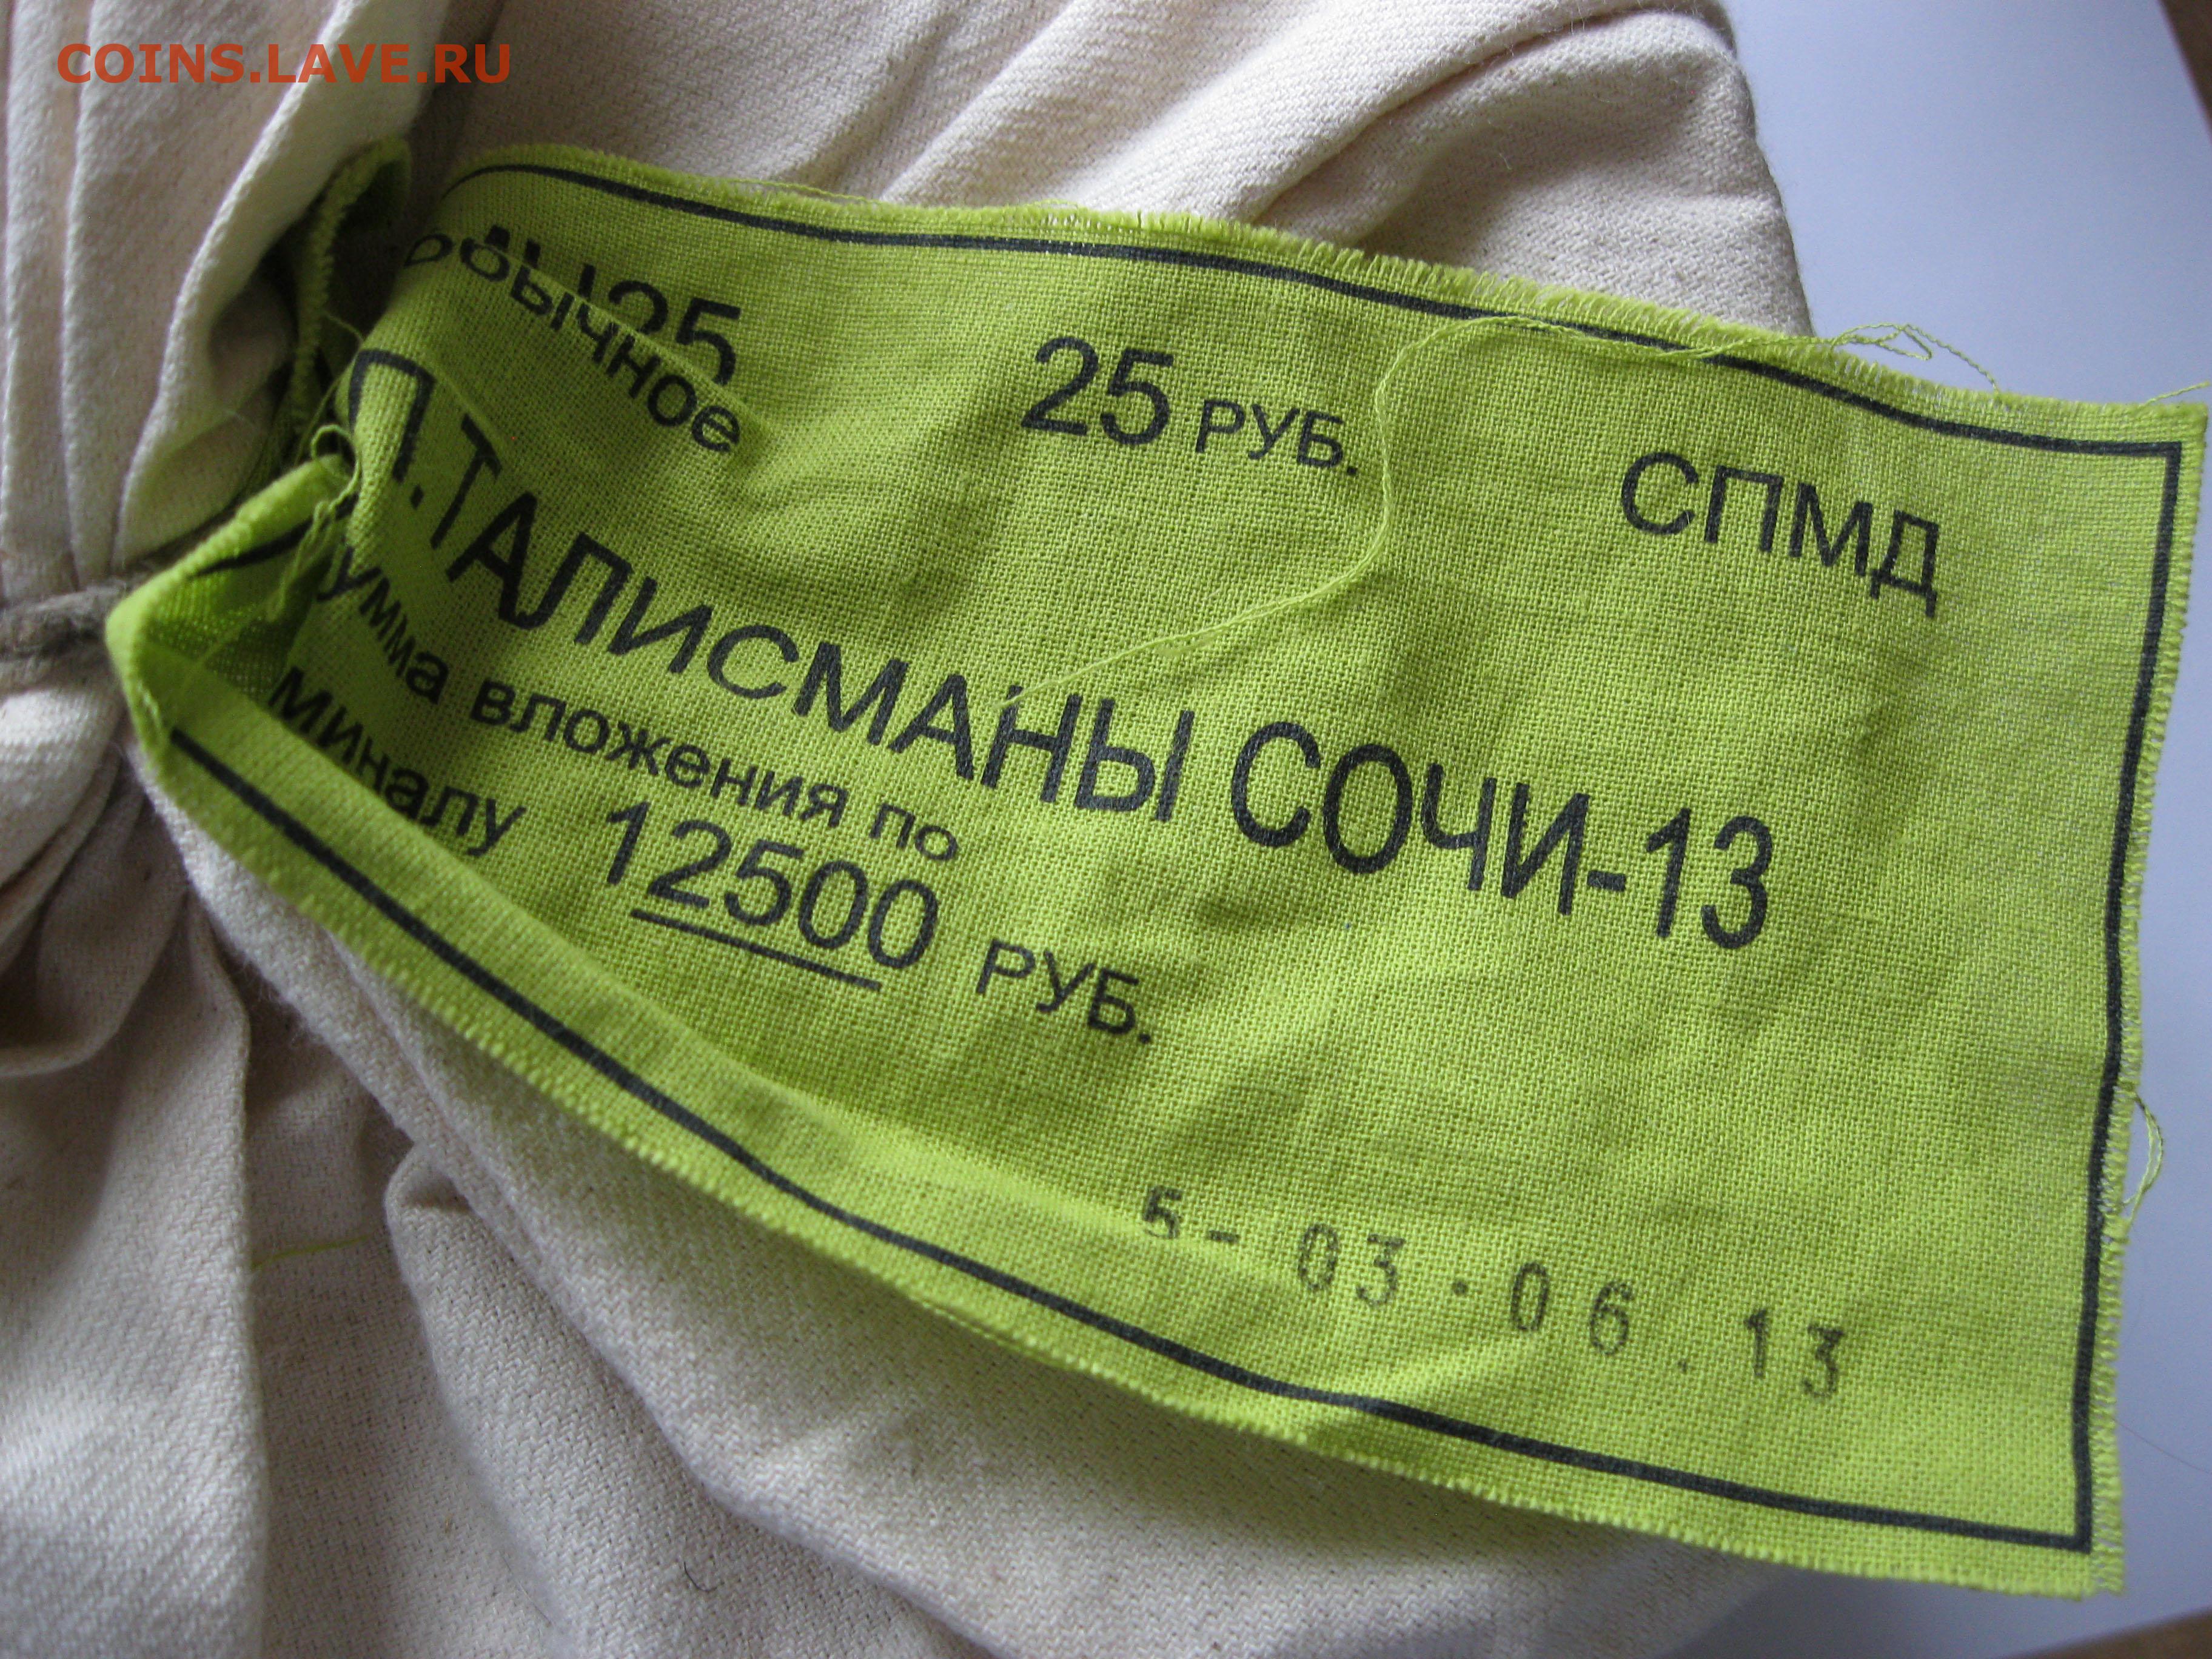 COINS.LAVE.RU
25 РУБ. СПМД
обычное
П.ТАЛИСМАНЫ СОЧИ-13
умма вложения по
миналу 12500 РУБ.
5- 03.06.13